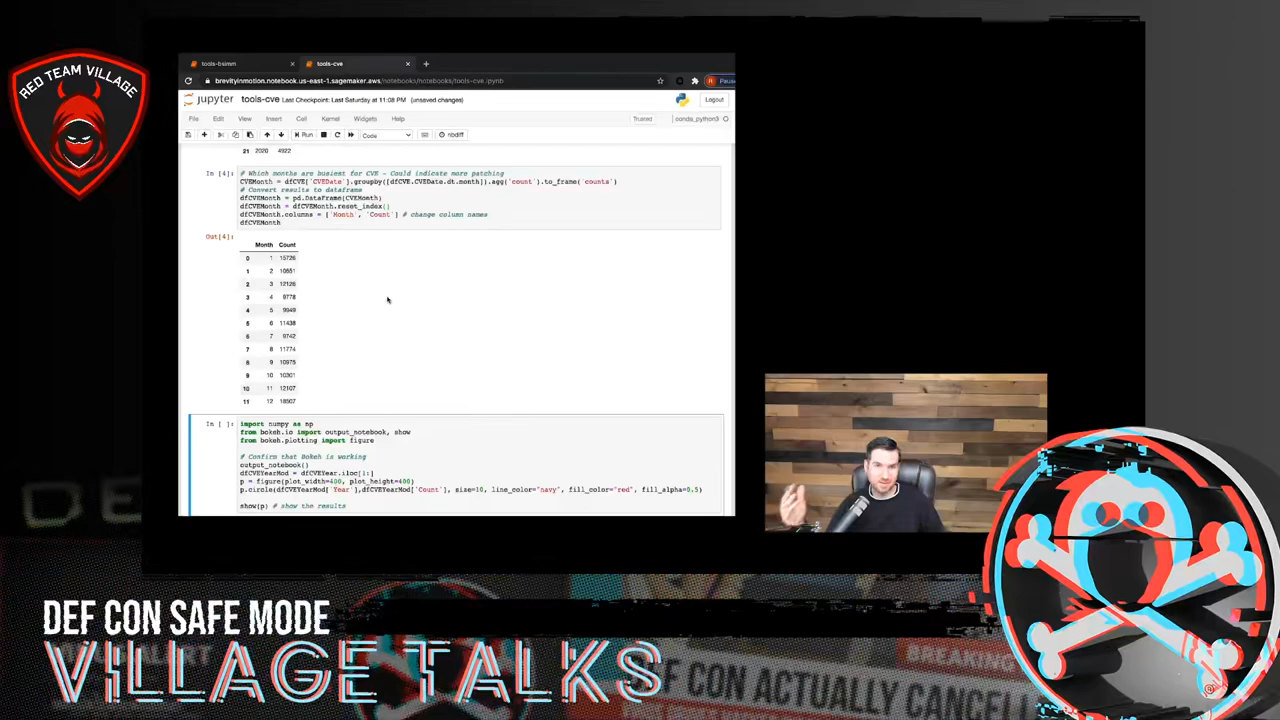 RED TEAM VILLAGE
tools-bsimm
tools-cve
brevityinmotion.notebook.us-east-1.sagemaker.aws/notebooks/notebooks/tools-cve.ipynb
Paus
jupyter tools-cve Last Checkpoint: Last Saturday at 11:08 PM (unsaved changes)
Logout
File Edit View Insert Cell Kernel Widgets Help
Trusted conda_python3
Run Code nbdiff
21 2020 4922
In [4]:
# Which months are busiest for CVE - Could indicate more patching
CVEMonth = dfCVE['CVEDate'].groupby([dfCVE.CVEDate.dt.month]).agg('count').to_frame('counts')
# Convert results to dataframe
dfCVEMonth = pd.DataFrame(CVEMonth)
dfCVEMonth = dfCVEMonth.reset_index()
dfCVEMonth.columns = ['Month', 'Count'] # change column names
dfCVEMonth
Out[4]:
Month Count
0 1 15726
1 2 10651
2 3 12126
3 4 9778
4 5 9949
5 6 11438
6 7 9742
7 8 11774
8 9 10975
9 10 10301
10 11 12107
11 12 18507
In [ ]:
import numpy as np
from bokeh.io import output_notebook, show
from bokeh.plotting import figure
# Confirm that Bokeh is working
output_notebook()
dfCVEYearMod = dfCVEYear.iloc[1:]
p = figure(plot_width=400, plot_height=400)
p.circle(dfCVEYearMod['Year'],dfCVEYearMod['Count'], size=10, line_color="navy", fill_color="red", fill_alpha=0.5)
show(p) # show the results
DEF CON SAFE MODE
VILLAGE TALKS
BREAKIN
DEF CON ACTUALLY CANCELL